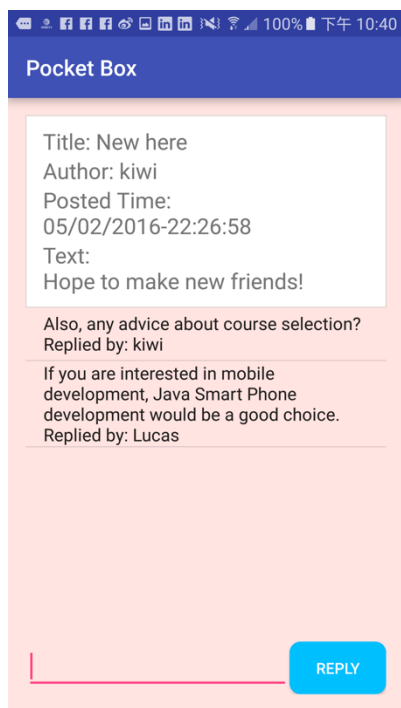 100% 下午 10:40
Pocket Box
Title: New here
Author: kiwi
Posted Time:
05/02/2016-22:26:58
Text:
Hope to make new friends!
Also, any advice about course selection?
Replied by: kiwi
If you are interested in mobile
development, Java Smart Phone
development would be a good choice.
Replied by: Lucas
REPLY